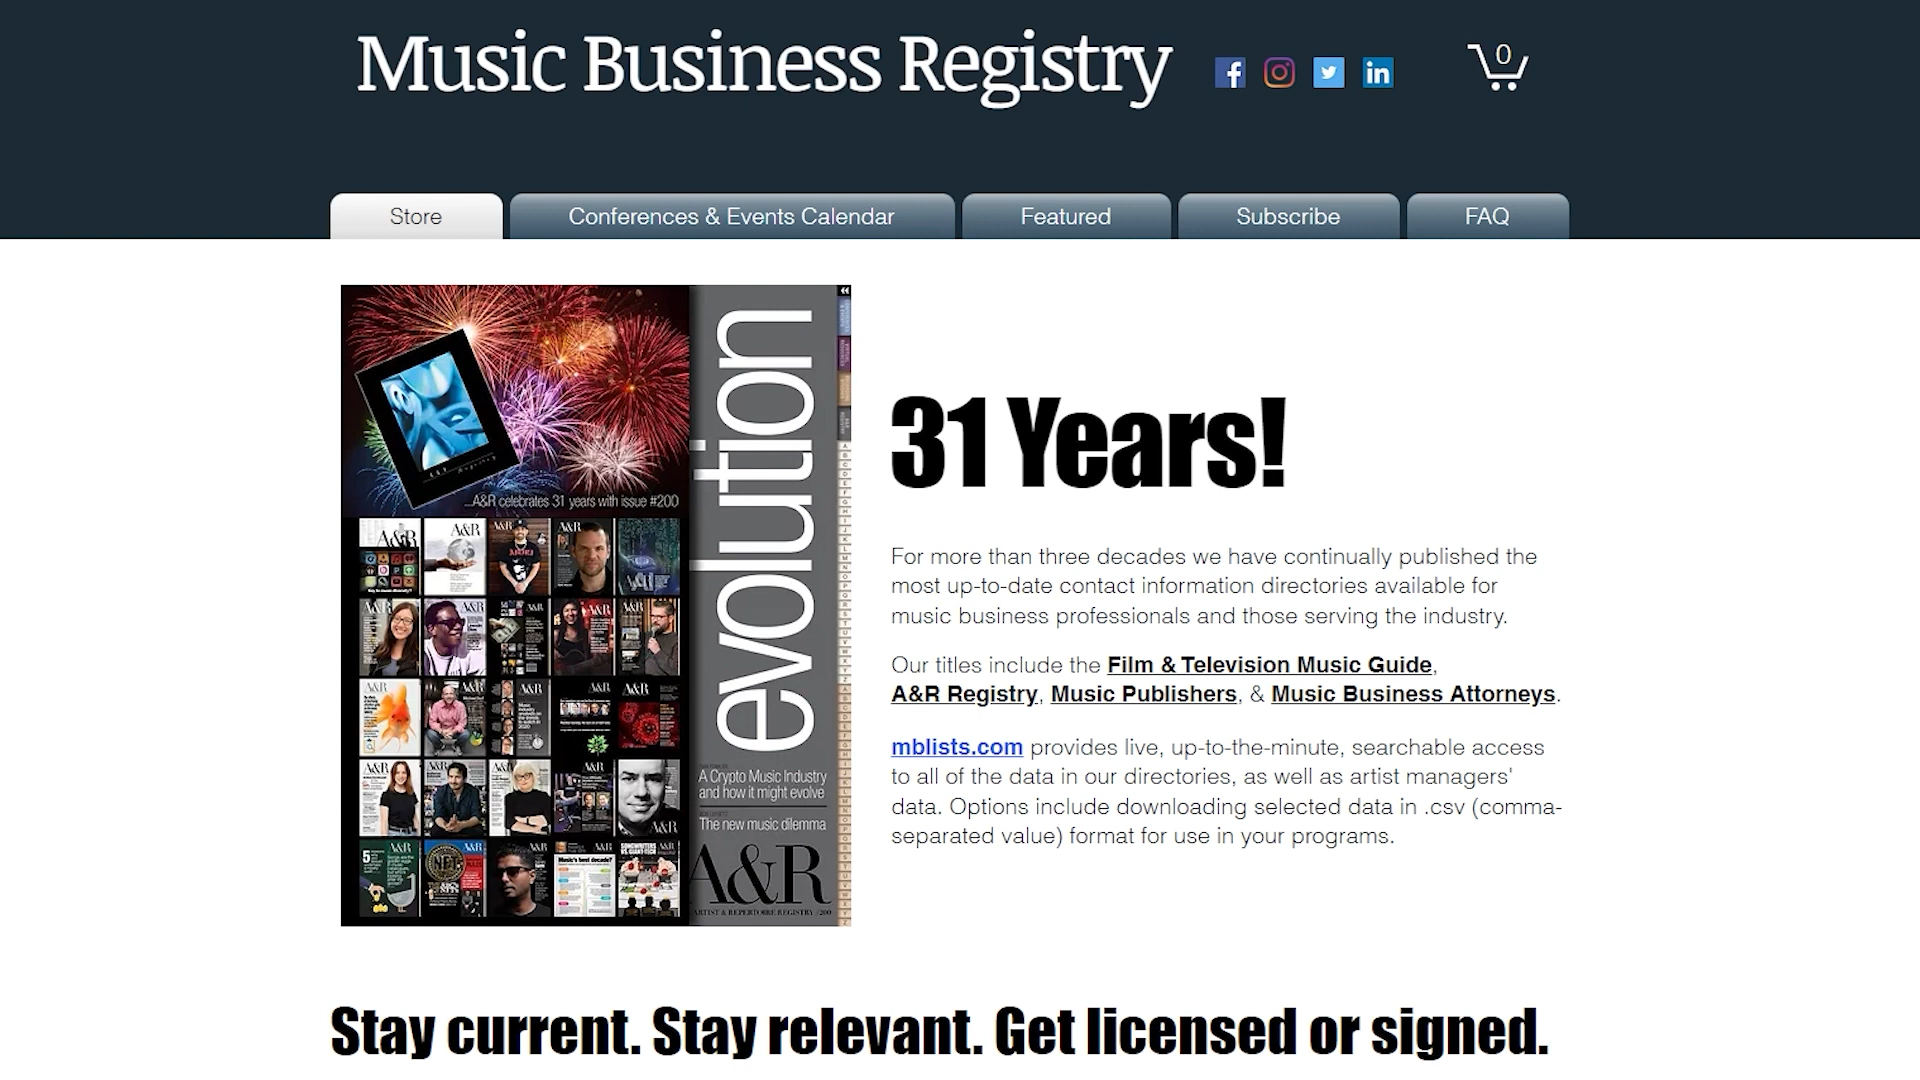 Music Business Registry
0
Store
Conferences & Events Calendar
Featured
Subscribe
FAQ
evolution
...A&R celebrates 31 years with issue #200
A Crypto Music Industry
and how it might evolve
The new music dilemma
A&R
ARTIST & REPERTOIRE REGISTRY /200
31 Years!
For more than three decades we have continually published the
most up-to-date contact information directories available for
music business professionals and those serving the industry.
Our titles include the Film & Television Music Guide,
A&R Registry, Music Publishers, & Music Business Attorneys.
mblists.com provides live, up-to-the-minute, searchable access
to all of the data in our directories, as well as artist managers'
data. Options include downloading selected data in .csv (comma-
separated value) format for use in your programs.
Stay current. Stay relevant. Get licensed or signed.